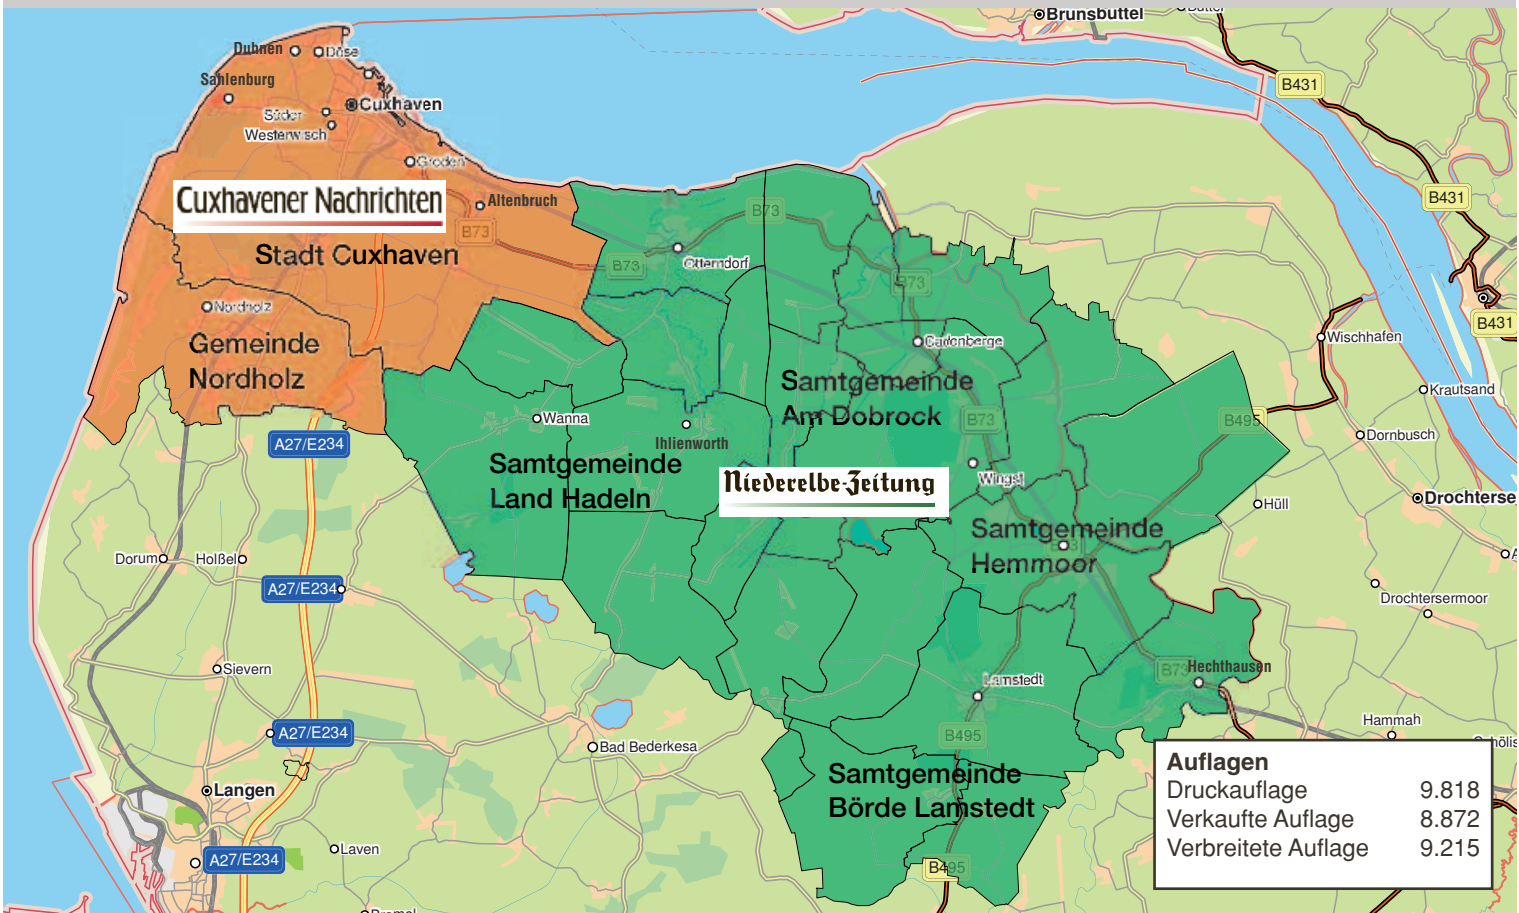 Brunsbüttel
Duhnen
Döse
Sahlenburg
B431
Cuxhaven
Süder-
Westerwisch
Groden
Cuxhavener Nachrichten
Altenbruch
B431
B73
B73
Stadt Cuxhaven
B73
Otterndorf
B73
Nordholz
B431
Gemeinde
Nordholz
Cadenberge
Wischhafen
Samtgemeinde
Am Dobrock
Krautsand
B73
B495
Wanna
Ihlienworth
Dornbusch
A27/E234
Samtgemeinde
Land Hadeln
Niederelbe-Zeitung
Wingst
Drochterse
Hüll
Samtgemeinde
Hemmoor
Dorum
Holßel
A27/E234
Drochtersermoor
Sievern
B73
Hechthausen
Lamstedt
A27/E234
B495
Hammah
Bad Bederkesa
Samtgemeinde
Börde Lamstedt
Langen
Laven
A27/E234
B495
Auflagen
Druckauflage 9.818
Verkaufte Auflage 8.872
Verbreitete Auflage 9.215